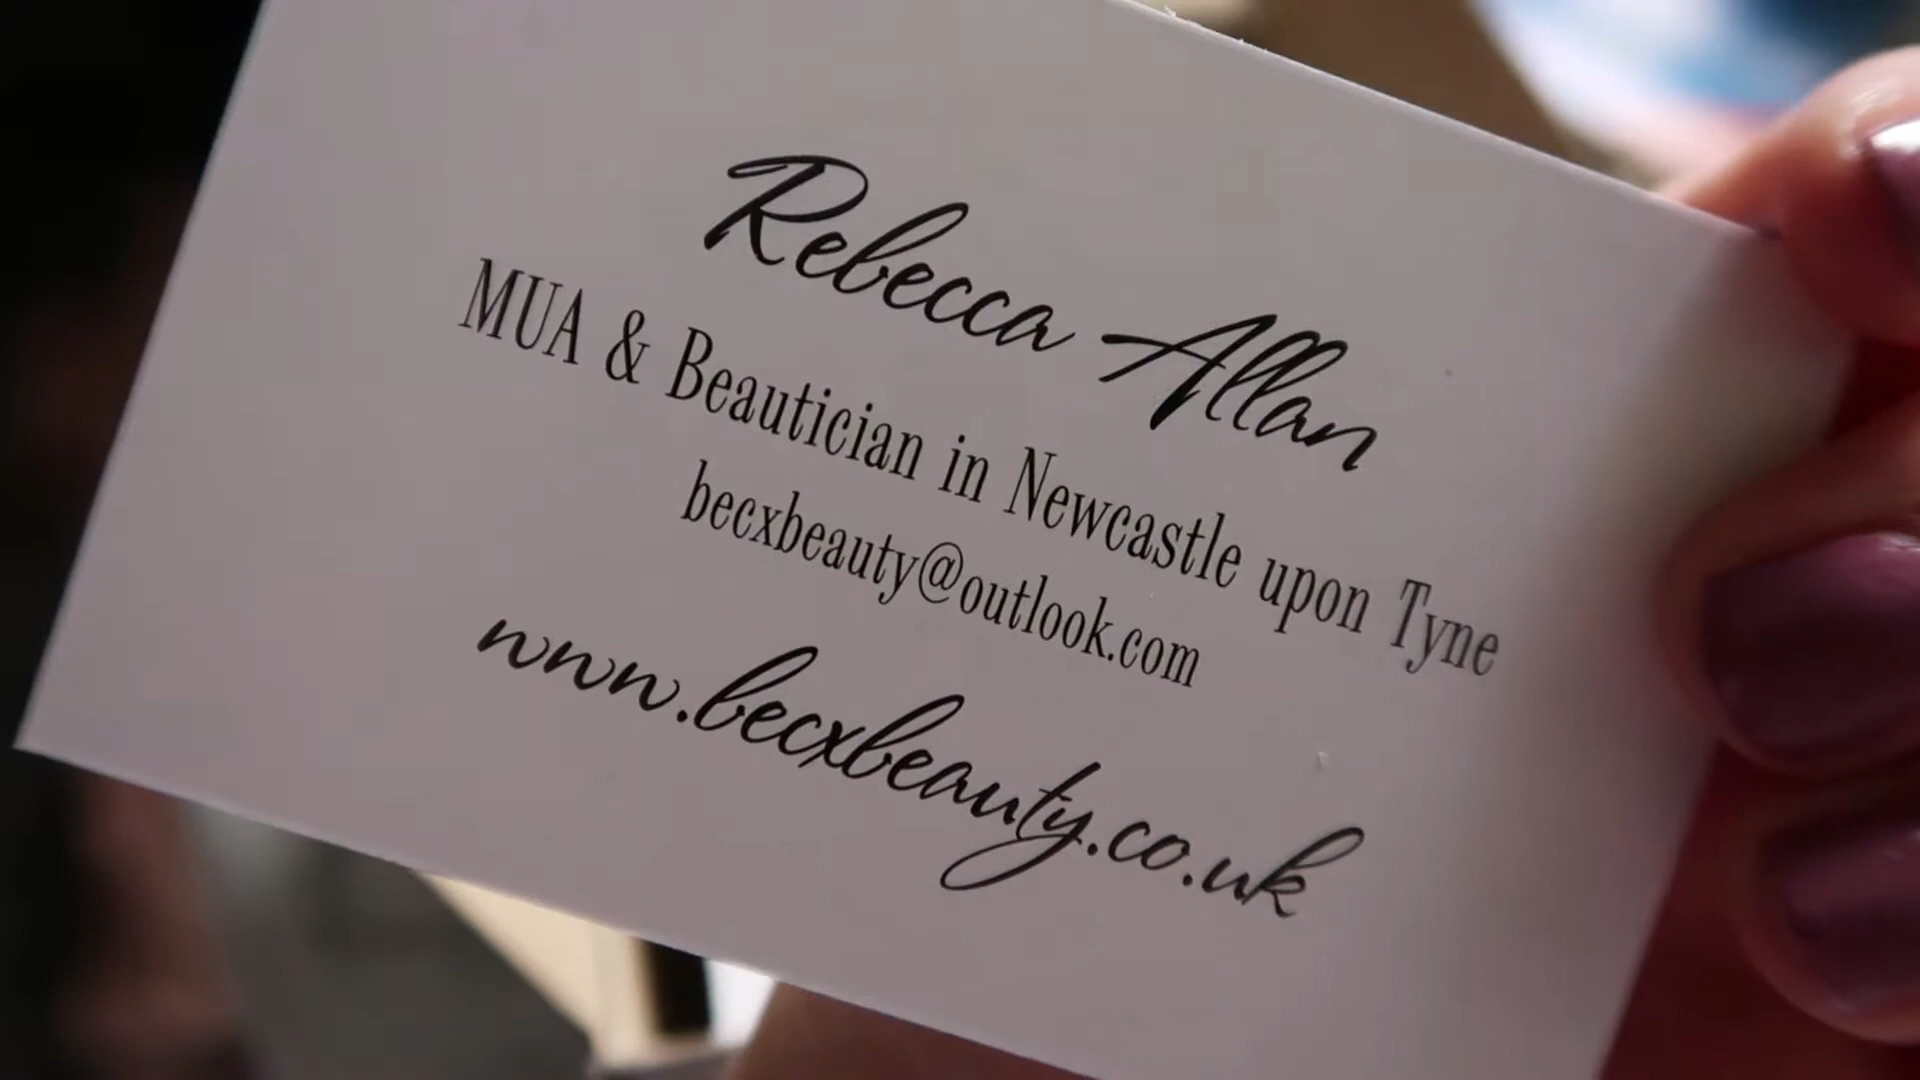 Rebecca Allan
MUA & Beautician in Newcastle upon Tyne
becxbeauty@outlook.com
www.becxbeauty.co.uk